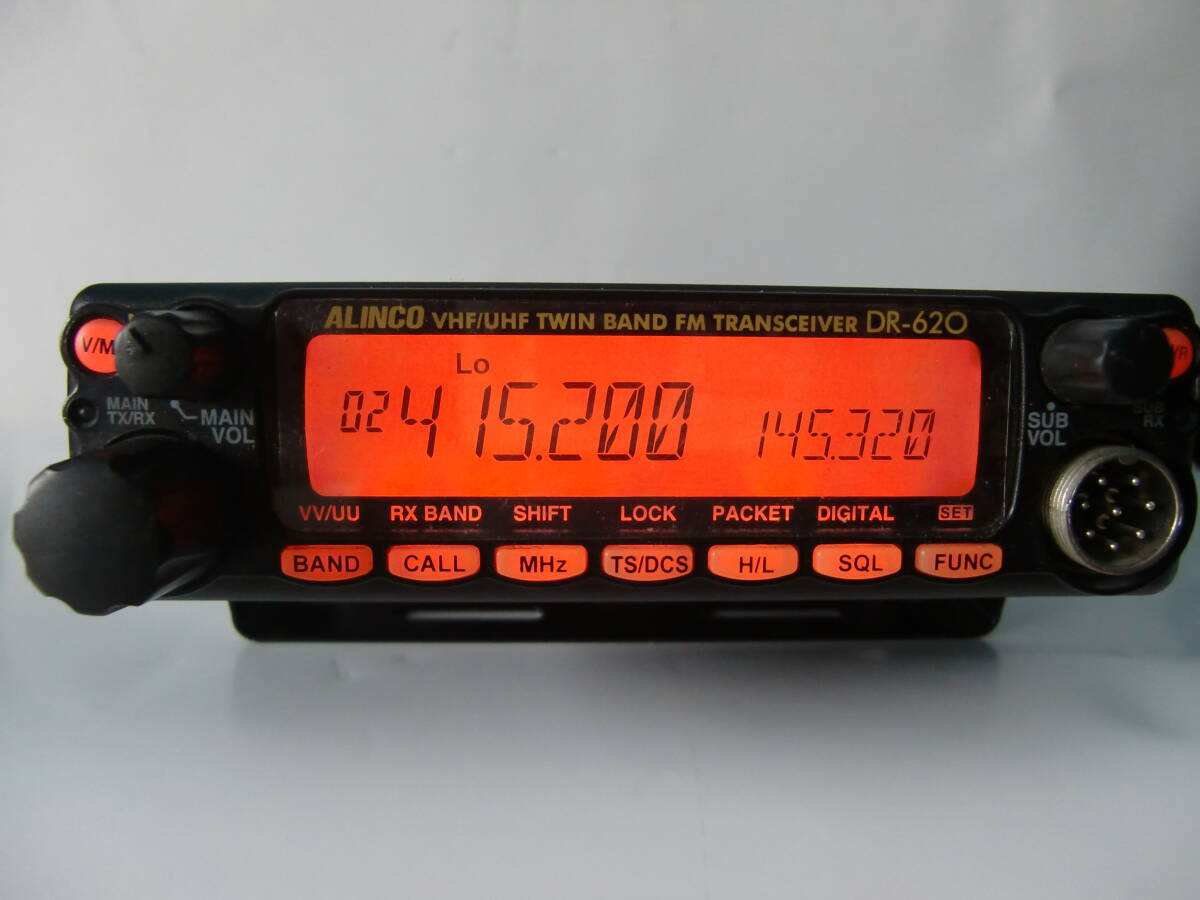 ALINCO VHF/UHF TWIN BAND FM TRANSCEIVER DR-620
V/M
Lo
02 415.200 145.320
MAIN TX/RX
MAIN VOL
SUB VOL
SUB RX
VV/UU RX BAND SHIFT LOCK PACKET DIGITAL SET
BAND CALL MHz TS/DCS H/L SQL FUNC